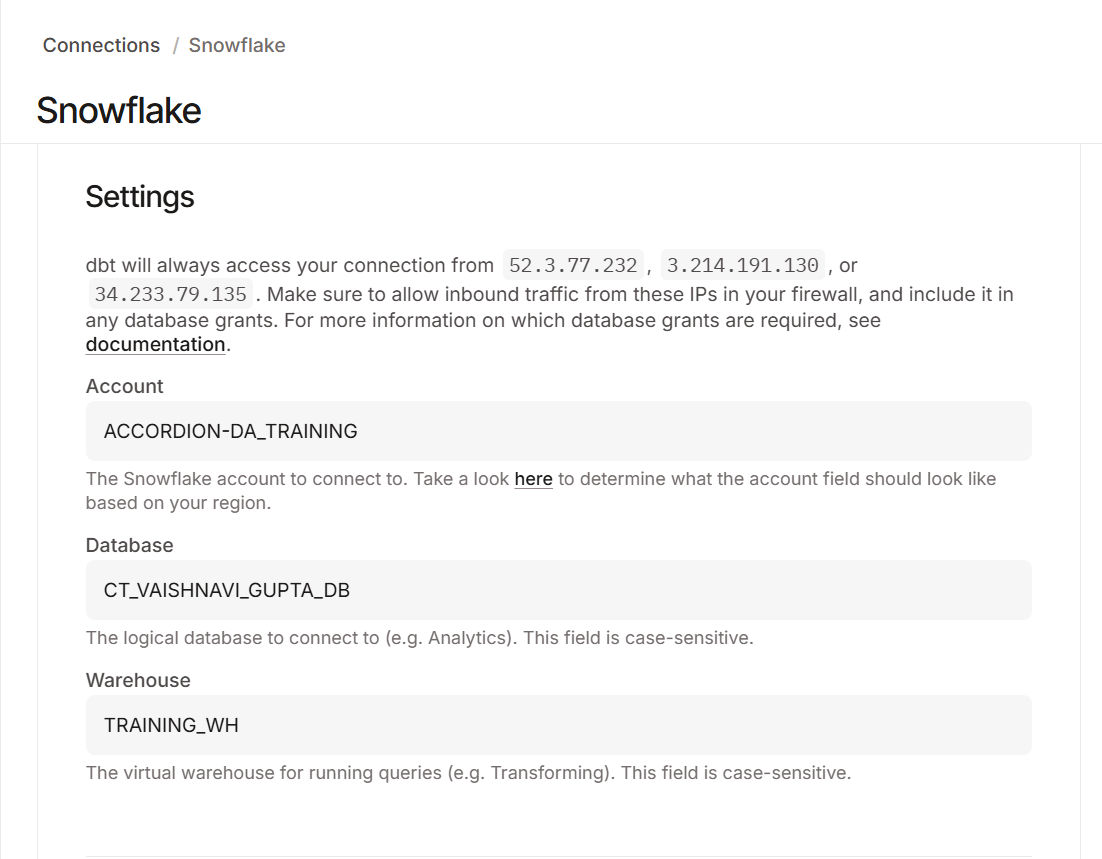 Connections / Snowflake
Snowflake
Settings
dbt will always access your connection from 52.3.77.232 , 3.214.191.130 , or
34.233.79.135 . Make sure to allow inbound traffic from these IPs in your firewall, and include it in
any database grants. For more information on which database grants are required, see
documentation.
Account
ACCORDION-DA_TRAINING
The Snowflake account to connect to. Take a look here to determine what the account field should look like
based on your region.
Database
CT_VAISHNAVI_GUPTA_DB
The logical database to connect to (e.g. Analytics). This field is case-sensitive.
Warehouse
TRAINING_WH
The virtual warehouse for running queries (e.g. Transforming). This field is case-sensitive.